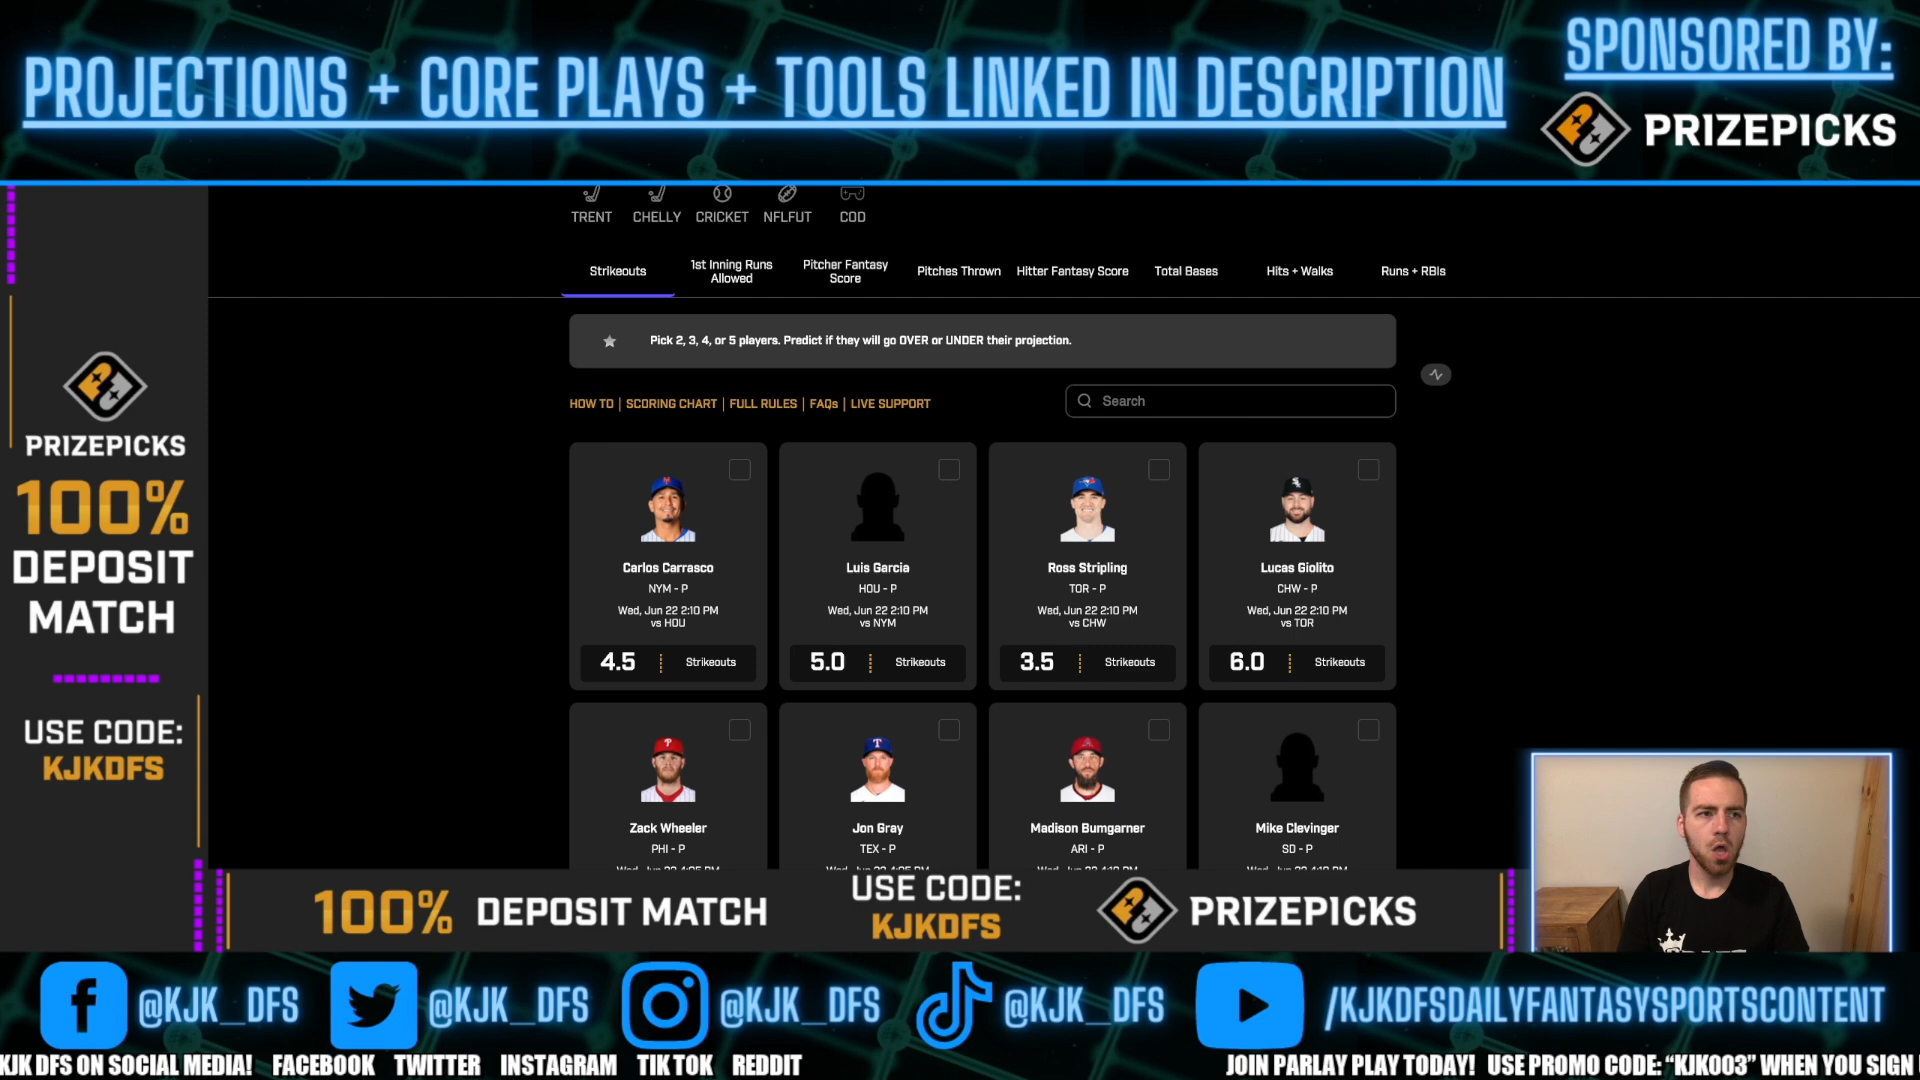 PROJECTIONS + CORE PLAYS + TOOLS LINKED IN DESCRIPTION
SPONSORED BY:
PRIZEPICKS
TRENT CHELLY CRICKET NFLFUT COD
Strikeouts
1st Inning Runs
Allowed
Pitcher Fantasy
Score
Pitches Thrown
Hitter Fantasy Score
Total Bases
Hits + Walks
Runs + RBIs
Pick 2, 3, 4, or 5 players. Predict if they will go OVER or UNDER their projection.
HOW TO | SCORING CHART | FULL RULES | FAQs | LIVE SUPPORT
Search
PRIZEPICKS
100%
DEPOSIT
MATCH
USE CODE:
KJKDFS
Carlos Carrasco
NYM - P
Wed, Jun 22 2:10 PM
vs HOU
4.5 Strikeouts
Luis Garcia
HOU - P
Wed, Jun 22 2:10 PM
vs NYM
5.0 Strikeouts
Ross Stripling
TOR - P
Wed, Jun 22 2:10 PM
vs CHW
3.5 Strikeouts
Lucas Giolito
CHW - P
Wed, Jun 22 2:10 PM
vs TOR
6.0 Strikeouts
Zack Wheeler
PHI - P
Jon Gray
TEX - P
Madison Bumgarner
ARI - P
Mike Clevinger
SD - P
100% DEPOSIT MATCH
USE CODE:
KJKDFS
PRIZEPICKS
@KJK_DFS @KJK_DFS @KJK_DFS @KJK_DFS /KJKDFSDAILYFANTASYSPORTSCONTENT
KJK DFS ON SOCIAL MEDIA! FACEBOOK TWITTER INSTAGRAM TIKTOK REDDIT JOIN PARLAY PLAY TODAY! USE PROMO CODE: "KJK003" WHEN YOU SIGN